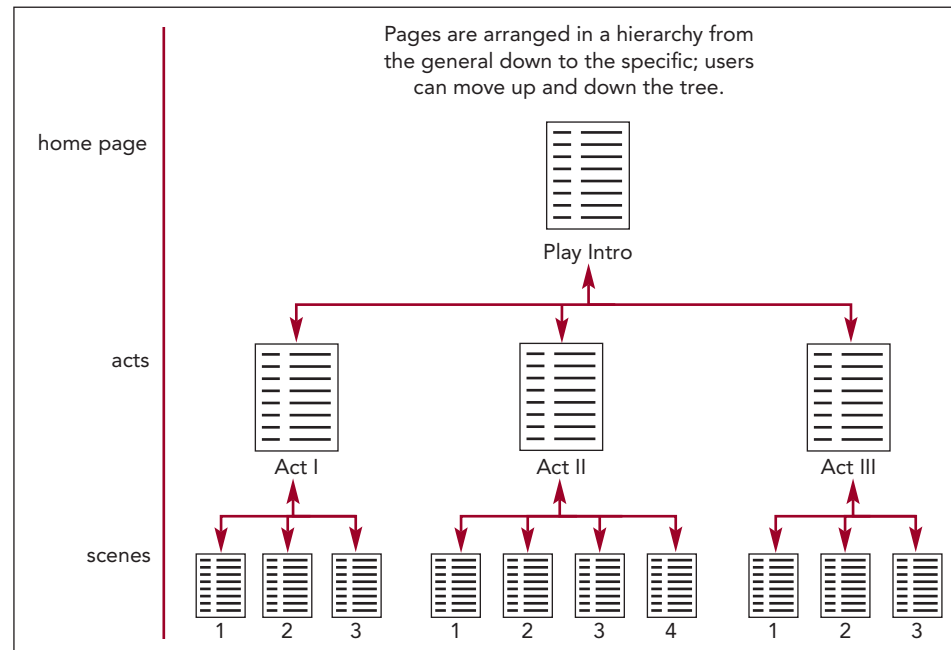 Pages are arranged in a hierarchy from
the general down to the specific; users
can move up and down the tree.
home page
Play Intro
acts
Act I
Act II
Act III
scenes
1 2 3 1 2 3 4 1 2 3